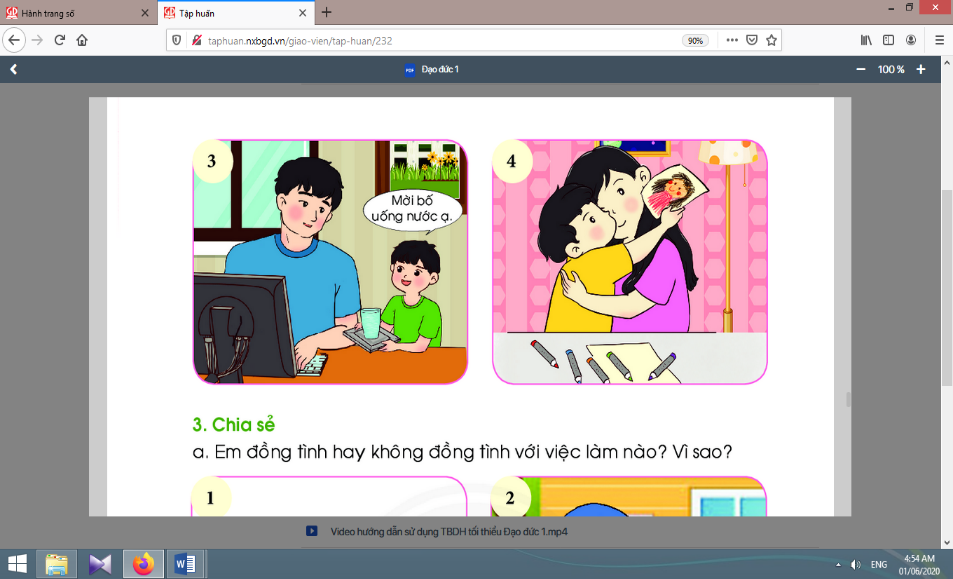 Hành trang số
Tập huấn
taphuan.nxbgd.vn/giao-vien/tap-huan/232
90%
PDF
Đạo đức 1
100 %
3
4
Mời bố
uống nước ạ.
3. Chia sẻ
a. Em đồng tình hay không đồng tình với việc làm nào? Vì sao?
1
2
Video hướng dẫn sử dụng TBDH tối thiểu Đạo đức 1.mp4
ENG
4:54 AM
01/06/2020